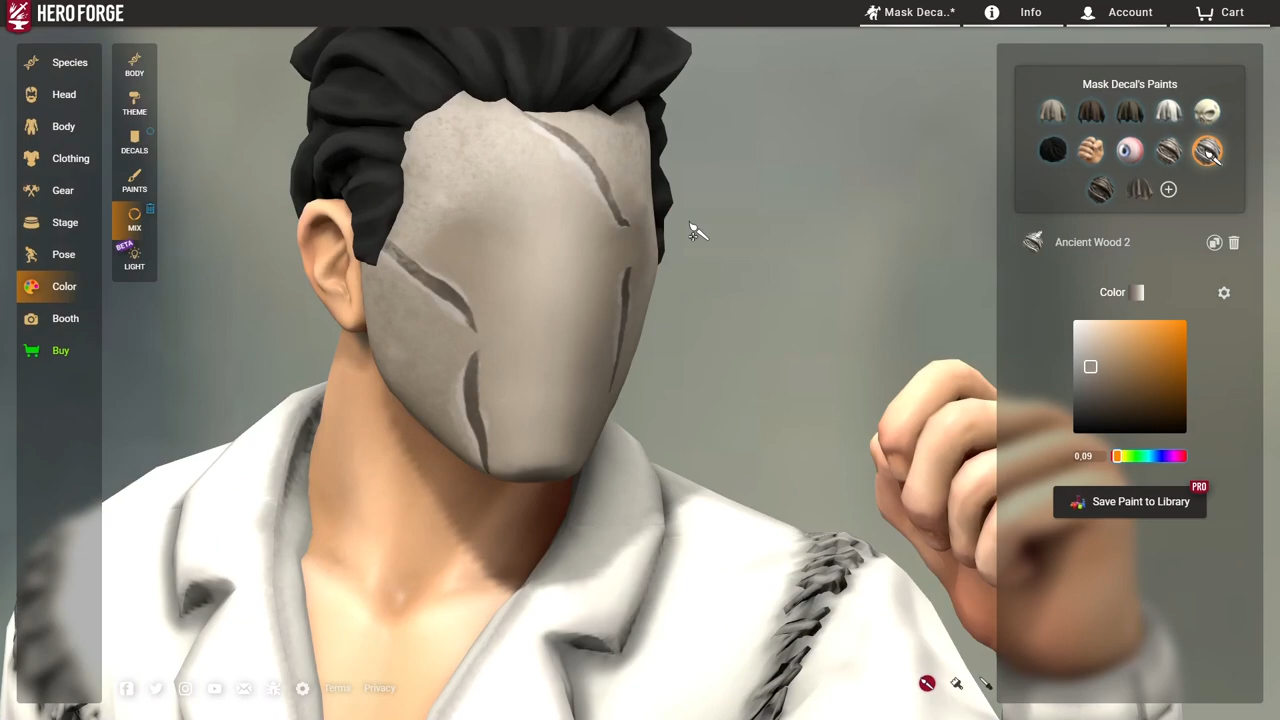 HERO FORGE
Mask Deca..*
Info
Account
Cart
Species
Head
Body
Clothing
Gear
Stage
Pose
Color
Booth
Buy
BODY
THEME
DECALS
PAINTS
MIX
BETA
LIGHT
Mask Decal's Paints
Ancient Wood 2
Color
0,09
PRO
Save Paint to Library
Terms
Privacy